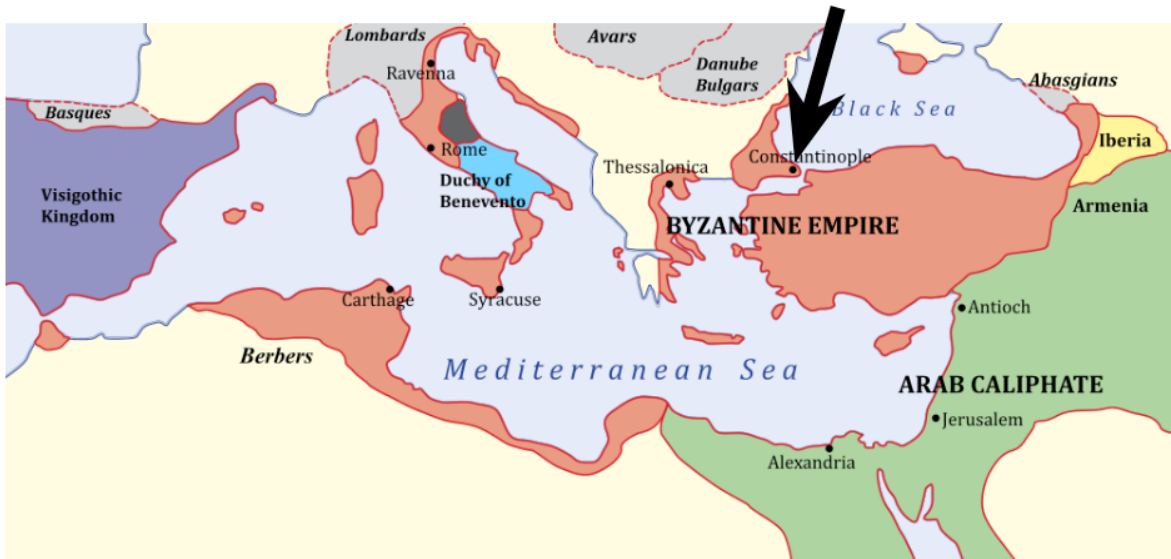 Lombards
Avars
Danube
Bulgars
Ravenna
Abasgians
Basques
Black Sea
Constantinople
Iberia
Rome
Thessalonica
Duchy of
Benevento
Visigothic
Kingdom
Armenia
BYZANTINE EMPIRE
Carthage
Syracuse
Antioch
Berbers
Mediterranean Sea
ARAB CALIPHATE
Jerusalem
Alexandria